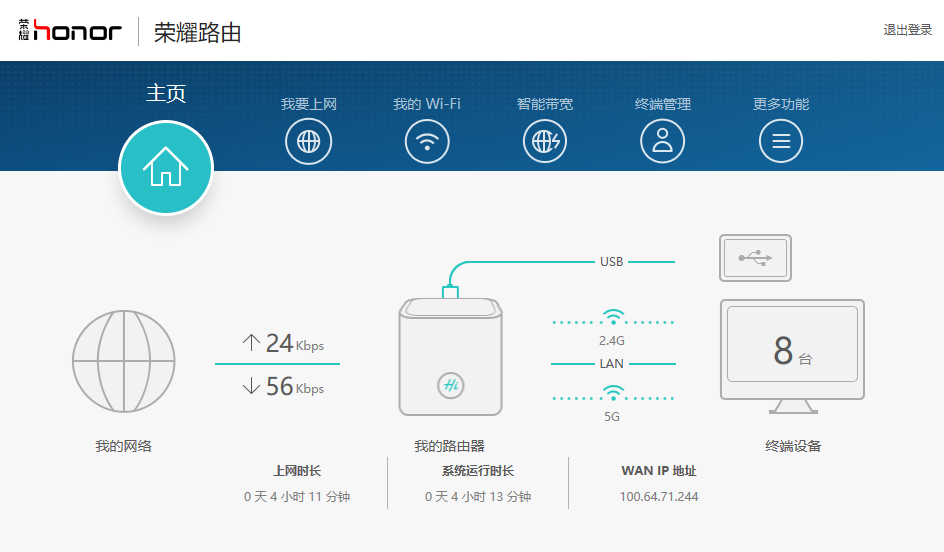 荣耀 honor 荣耀路由
退出登录
主页
我要上网
我的 Wi-Fi
智能带宽
终端管理
更多功能
USB
24 Kbps
56 Kbps
Hi
2.4G
LAN
5G
8 台
我的网络
我的路由器
终端设备
上网时长
0 天 4 小时 11 分钟
系统运行时长
0 天 4 小时 13 分钟
WAN IP 地址
100.64.71.244